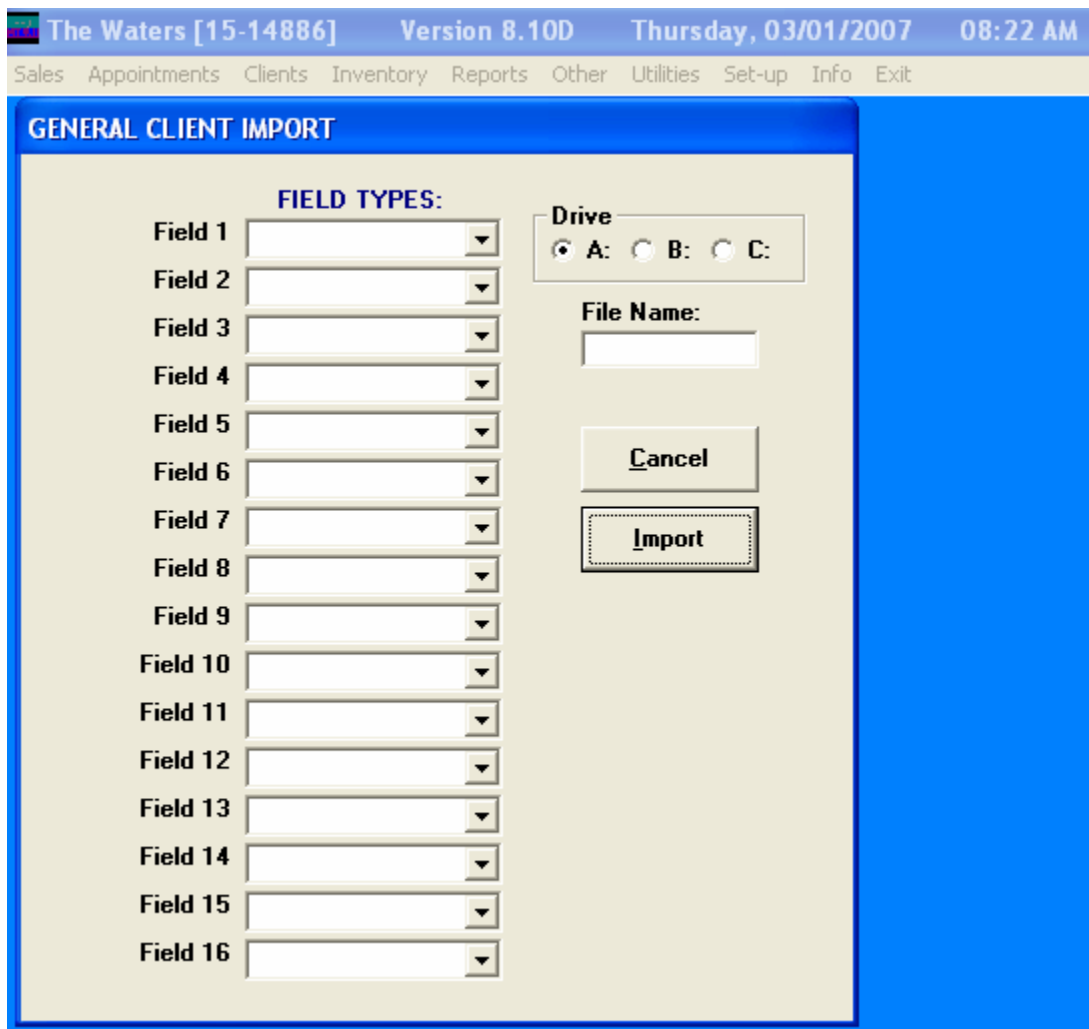 The Waters [15-14886] Version 8.10D Thursday, 03/01/2007 08:22 AM
Sales Appointments Clients Inventory Reports Other Utilities Set-up Info Exit
GENERAL CLIENT IMPORT
FIELD TYPES:
Field 1
Field 2
Field 3
Field 4
Field 5
Field 6
Field 7
Field 8
Field 9
Field 10
Field 11
Field 12
Field 13
Field 14
Field 15
Field 16
Drive
A: B: C:
File Name:
Cancel
Import